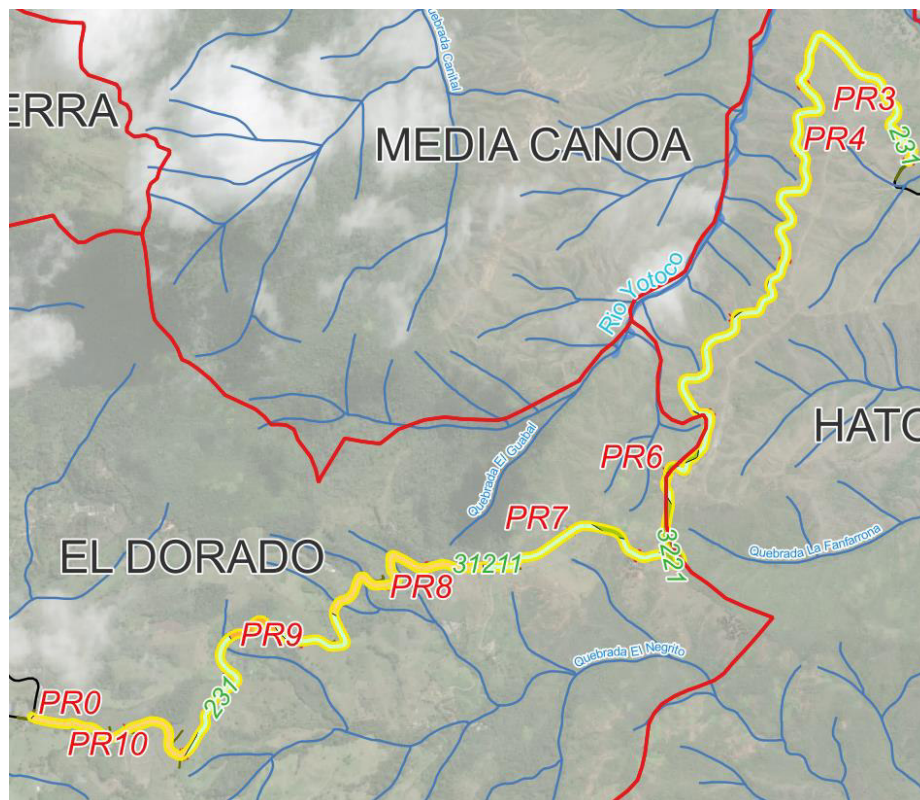 Quebrada Cañital
ERRA
PR3
MEDIA CANOA
PR4
231
Rio Yotoco
HATO
PR6
Quebrada El Guabal
PR7
3221
Quebrada La Fanfarrona
EL DORADO
31211
PR8
PR9
Quebrada El Negrito
231
PR0
PR10